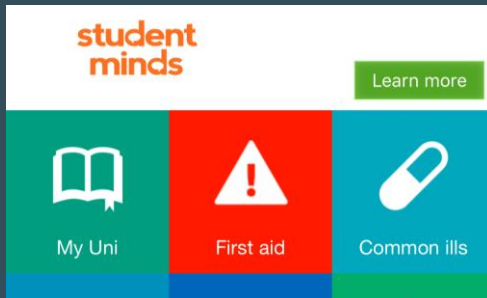 student
minds
Learn more
My Uni
First aid
Common ills